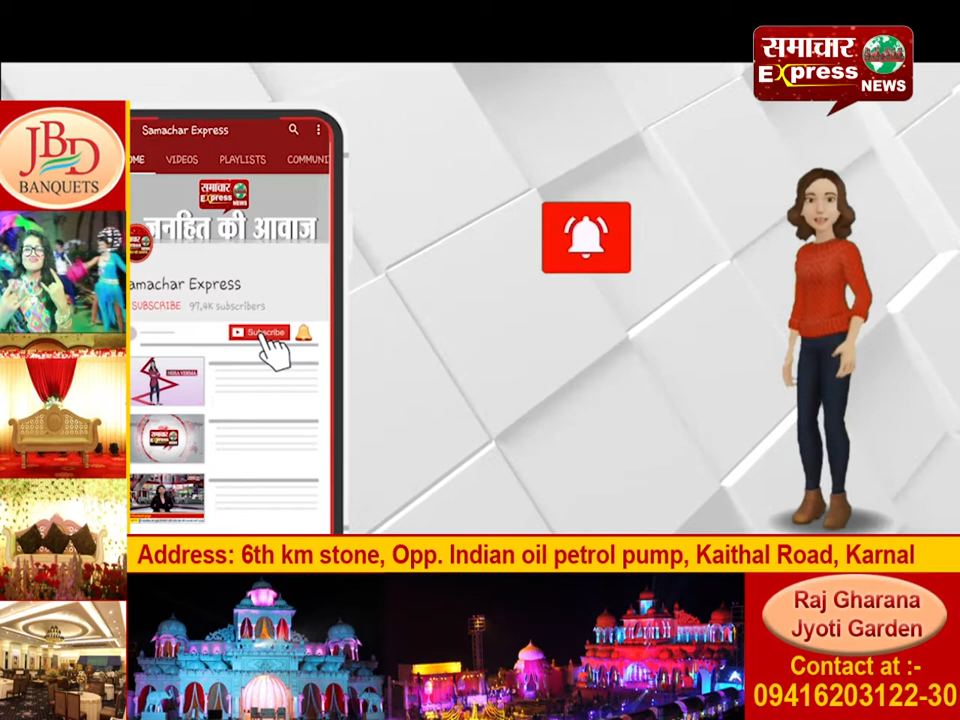 समाचार
Express
NEWS
JBD
BANQUETS
Samachar Express
OME VIDEOS PLAYLISTS COMMUNI
समाचार
Express
NEWS
जनहित की आवाज
amachar Express
SUBSCRIBE 97,4K subscribers
Subscribe
Address: 6th km stone, Opp. Indian oil petrol pump, Kaithal Road, Karnal
Raj Gharana
Jyoti Garden
Contact at :-
09416203122-30